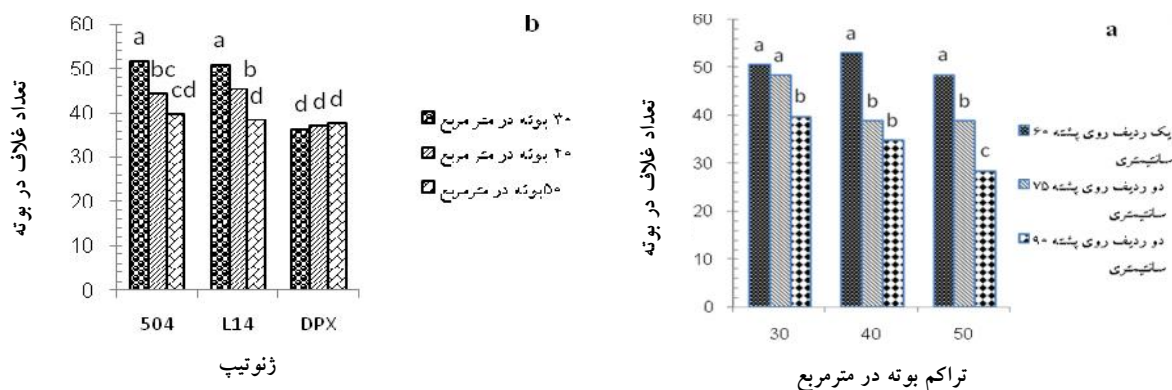 b
تعداد غلاف در بوته
60
50
40
30
20
10
0
a
bc
cd
a
b
d
d d d
504 L14 DPX
ژنوتیپ
۳۰ بوته در متر مربع
۴۰ بوته در متر مربع
۵۰بوته در مترمربع
a
تعداد غلاف در بوته
60
50
40
30
20
10
0
a
a
b
a
b
b
a
b
c
30 40 50
تراکم بوته در مترمربع
یک ردیف روی پشته ۶۰
سانتیمتری
دو ردیف روی پشته ۷۵
سانتیمتری
دو ردیف روی پشته ۹۰
سانتیمتری